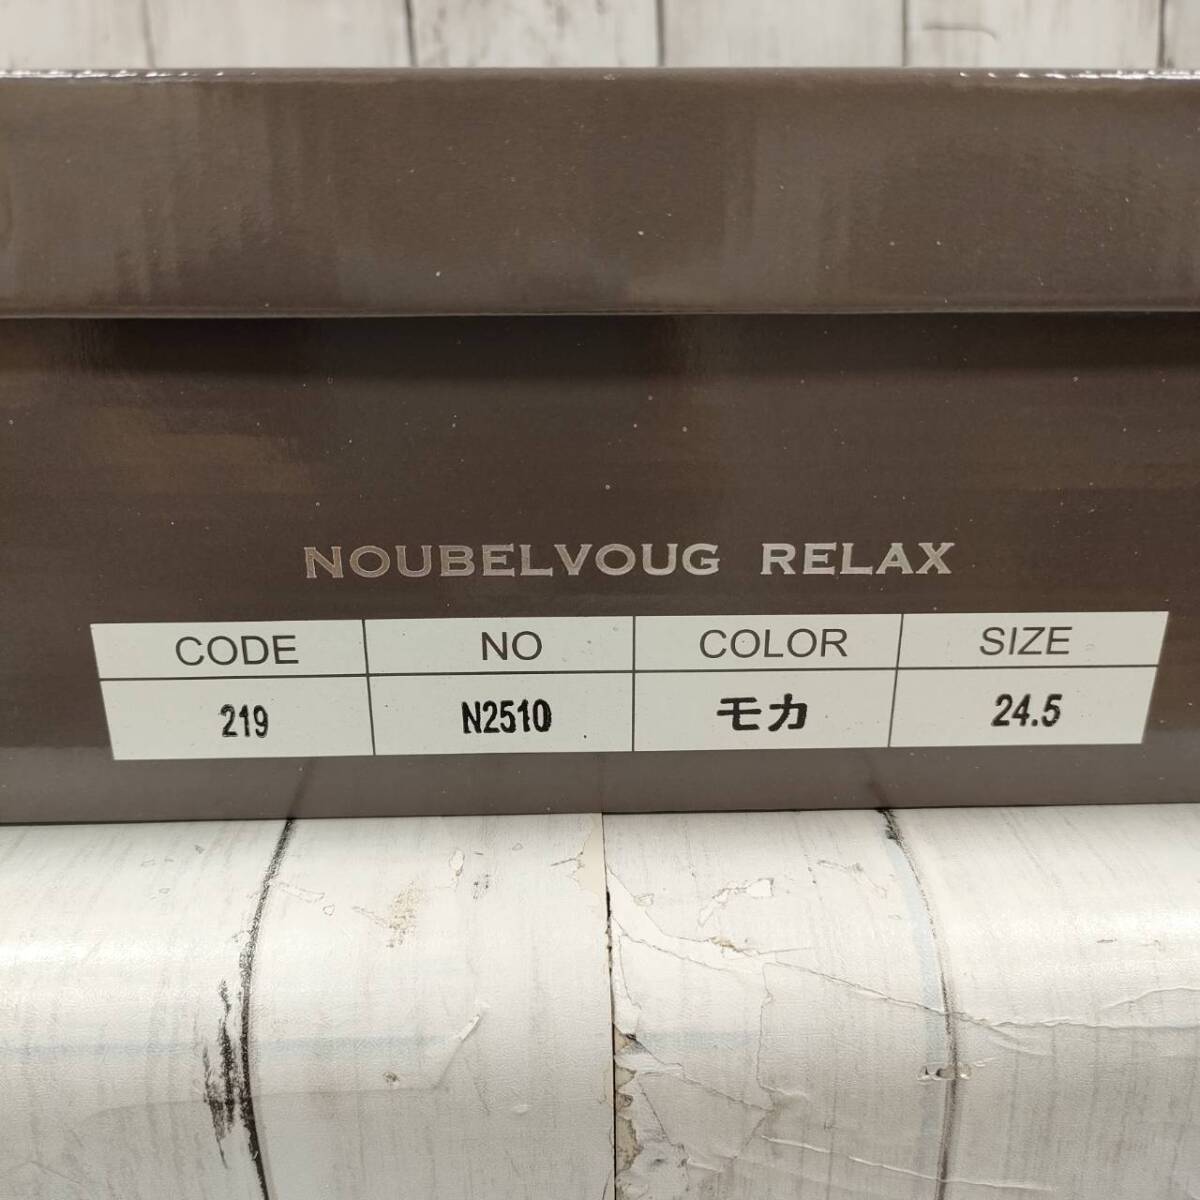 NOUBELVOUG RELAX
CODE NO COLOR SIZE
219 N2510 モカ 24.5